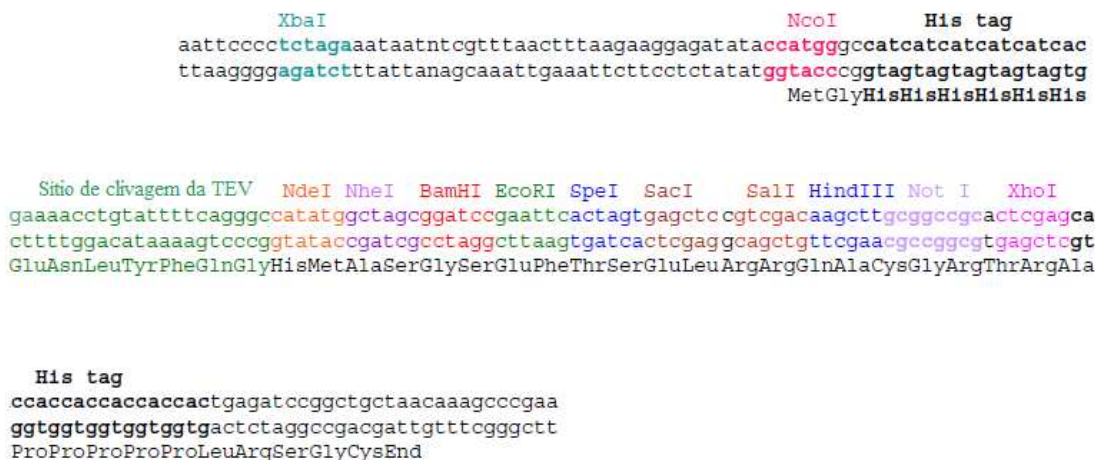 XbaI NcoI His tag
aattcccctctagaaataatntcgtttaactttaagaaggagatataccatgggccatcatcatcatcatcac
ttaaggggagatctttattanagcaaattgaaattcttcctctatatggtacccggtagtagtagtagtagtg
MetGlyHisHisHisHisHisHis
Sitio de clivagem da TEV NdeI NheI BamHI EcoRI SpeI SacI SalI HindIII Not I XhoI
gaaaacctgtattttcagggccatatggctagcggatccgaattcactagtgagctccgtcgacaagcttgcggccgcactcgagca
cttttggacataaaagtcccggtataccgatcgcctaggcttaagtgatcactcgaggcagctgttcgaacgccggcgtgagctcgt
GluAsnLeuTyrPheGlnGlyHisMetAlaSerGlySerGluPheThrSerGluLeuArgArgGlnAlaCysGlyArgThrArgAla
His tag
ccaccaccaccaccactgagatccggctgctaacaaagcccgaa
ggtggtggtggtggtgactctaggccgacgattgtttcgggctt
ProProProProProLeuArgSerGlyCysEnd